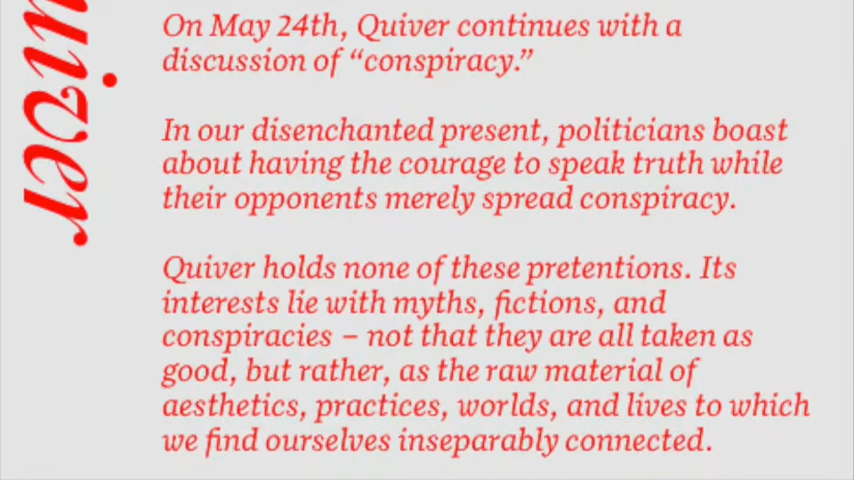 uiver
On May 24th, Quiver continues with a
discussion of “conspiracy.”
In our disenchanted present, politicians boast
about having the courage to speak truth while
their opponents merely spread conspiracy.
Quiver holds none of these pretentions. Its
interests lie with myths, fictions, and
conspiracies – not that they are all taken as
good, but rather, as the raw material of
aesthetics, practices, worlds, and lives to which
we find ourselves inseparably connected.